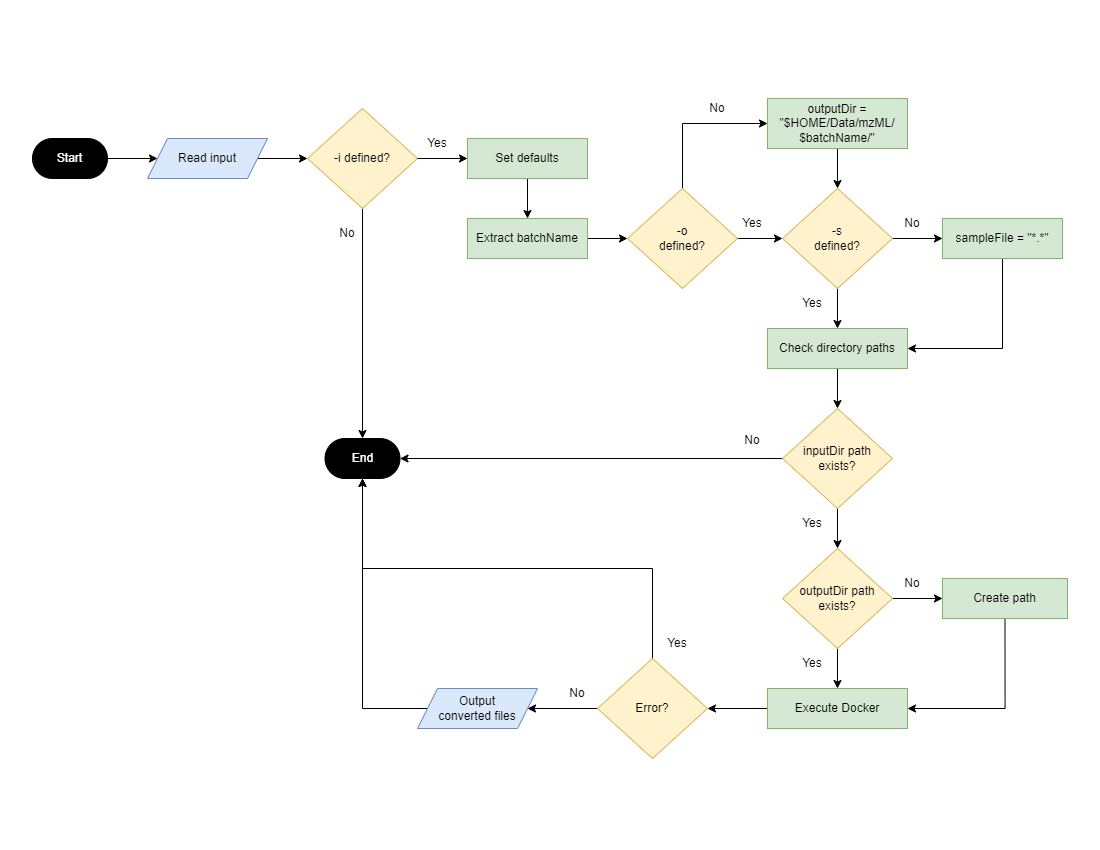 Start
Read input
-i defined?
Yes
No
Set defaults
Extract batchName
-o
defined?
No
Yes
outputDir =
"$HOME/Data/mzML/
$batchName/"
-s
defined?
No
sampleFile = "*.*"
Yes
Check directory paths
inputDir path
exists?
No
End
Yes
outputDir path
exists?
No
Create path
Yes
Execute Docker
Error?
Yes
No
Output
converted files